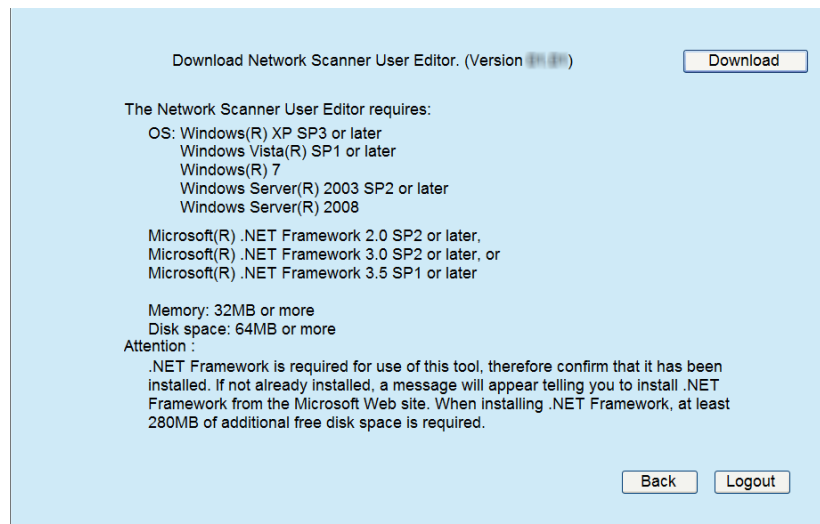 Download Network Scanner User Editor. (Version )
Download
The Network Scanner User Editor requires:
OS: Windows(R) XP SP3 or later
Windows Vista(R) SP1 or later
Windows(R) 7
Windows Server(R) 2003 SP2 or later
Windows Server(R) 2008
Microsoft(R) .NET Framework 2.0 SP2 or later,
Microsoft(R) .NET Framework 3.0 SP2 or later, or
Microsoft(R) .NET Framework 3.5 SP1 or later
Memory: 32MB or more
Disk space: 64MB or more
Attention :
.NET Framework is required for use of this tool, therefore confirm that it has been
installed. If not already installed, a message will appear telling you to install .NET
Framework from the Microsoft Web site. When installing .NET Framework, at least
280MB of additional free disk space is required.
Back
Logout